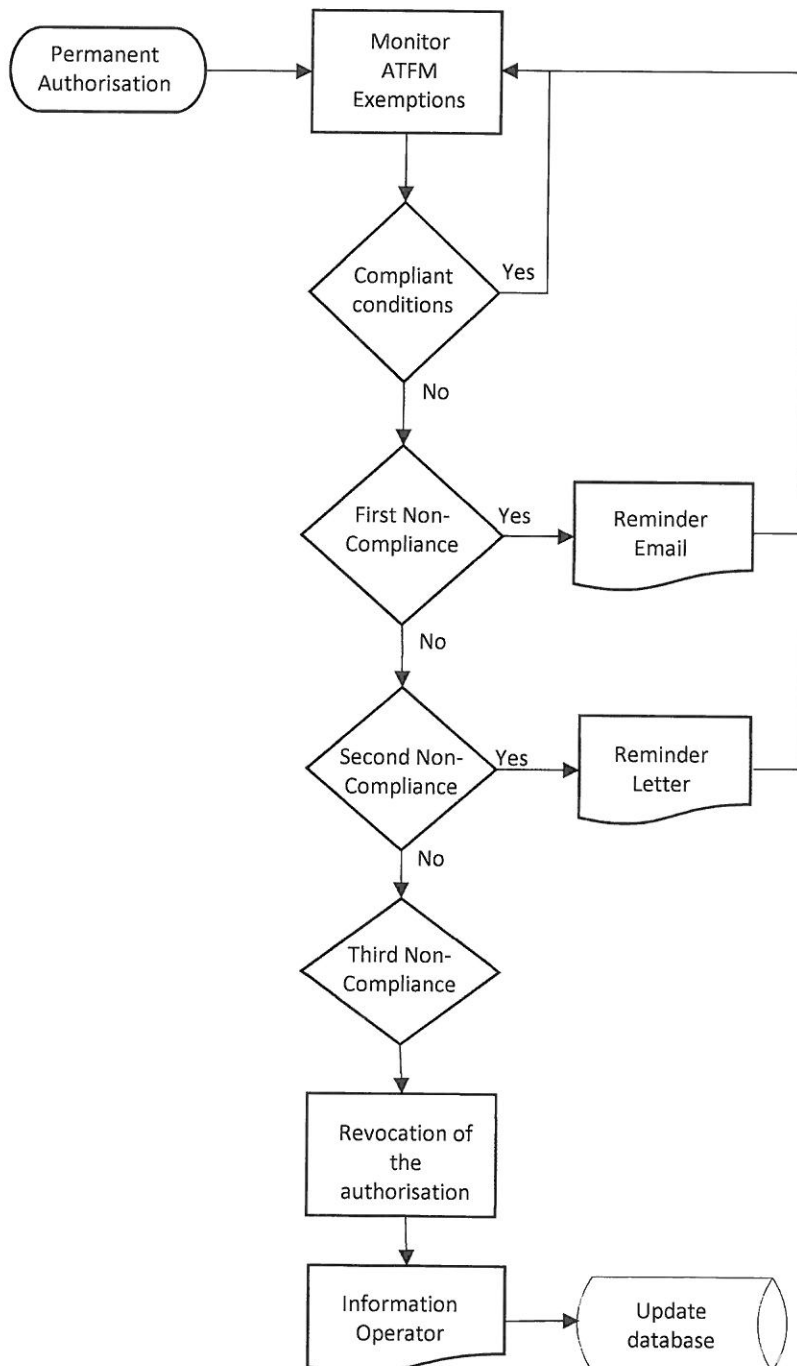 Permanent
Authorisation
Monitor
ATFM
Exemptions
Compliant
conditions
Yes
No
First Non-
Compliance
Yes
Reminder
Email
No
Second Non-
Compliance
Yes
Reminder
Letter
No
Third Non-
Compliance
Revocation of
the
authorisation
Information
Operator
Update
database